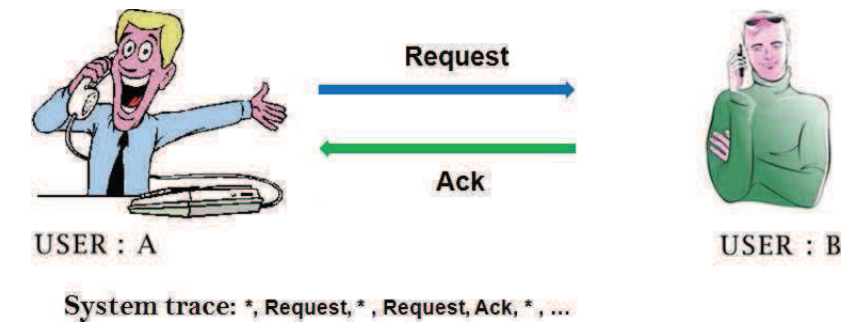 Request
Ack
USER : A
USER : B
System trace: *, Request, * , Request, Ack, * , ...